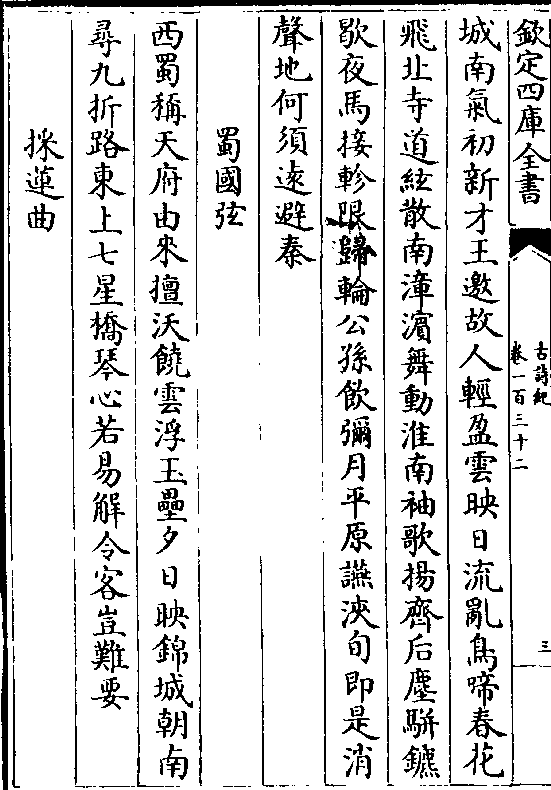 欽定四庫全書
古詩紀
卷一百三十二
三
城南氣初新才王邀故人輕盈雲映日流亂鳥啼春花
飛北寺道絃散南漳濱舞動淮南袖歌揚齊后塵駢鑣
歇夜馬接軫限歸輪公孫飲彌月平原讌浹旬即是消
聲地何須遠避秦
蜀國弦
西蜀稱天府由来擅沃饒雲浮玉壘夕日映錦城朝南
尋九折路東上七星橋琴心若易解令客豈難要
採蓮曲